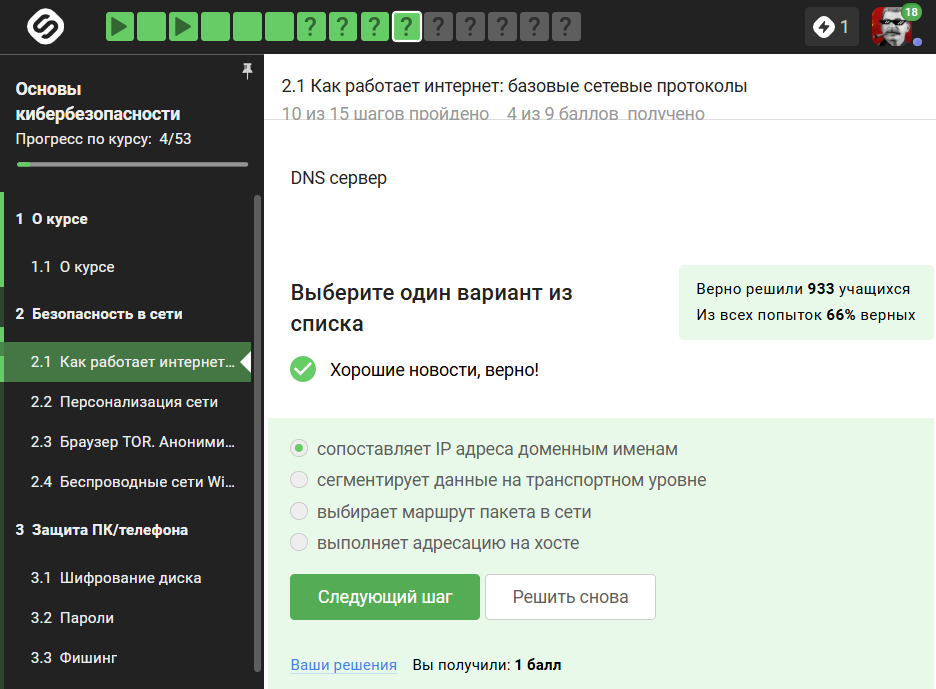 ? ? ? ? ? ? ? ? ?
1
18
Основы
кибербезопасности
Прогресс по курсу: 4/53
1 О курсе
1.1 О курсе
2 Безопасность в сети
2.1 Как работает интернет...
2.2 Персонализация сети
2.3 Браузер TOR. Аноними...
2.4 Беспроводные сети Wi...
3 Защита ПК/телефона
3.1 Шифрование диска
3.2 Пароли
3.3 Фишинг
2.1 Как работает интернет: базовые сетевые протоколы
10 из 15 шагов пройдено 4 из 9 баллов получено
DNS сервер
Выберите один вариант из
списка
Верно решили 933 учащихся
Из всех попыток 66% верных
Хорошие новости, верно!
сопоставляет IP адреса доменным именам
сегментирует данные на транспортном уровне
выбирает маршрут пакета в сети
выполняет адресацию на хосте
Следующий шаг
Решить снова
Ваши решения Вы получили: 1 балл